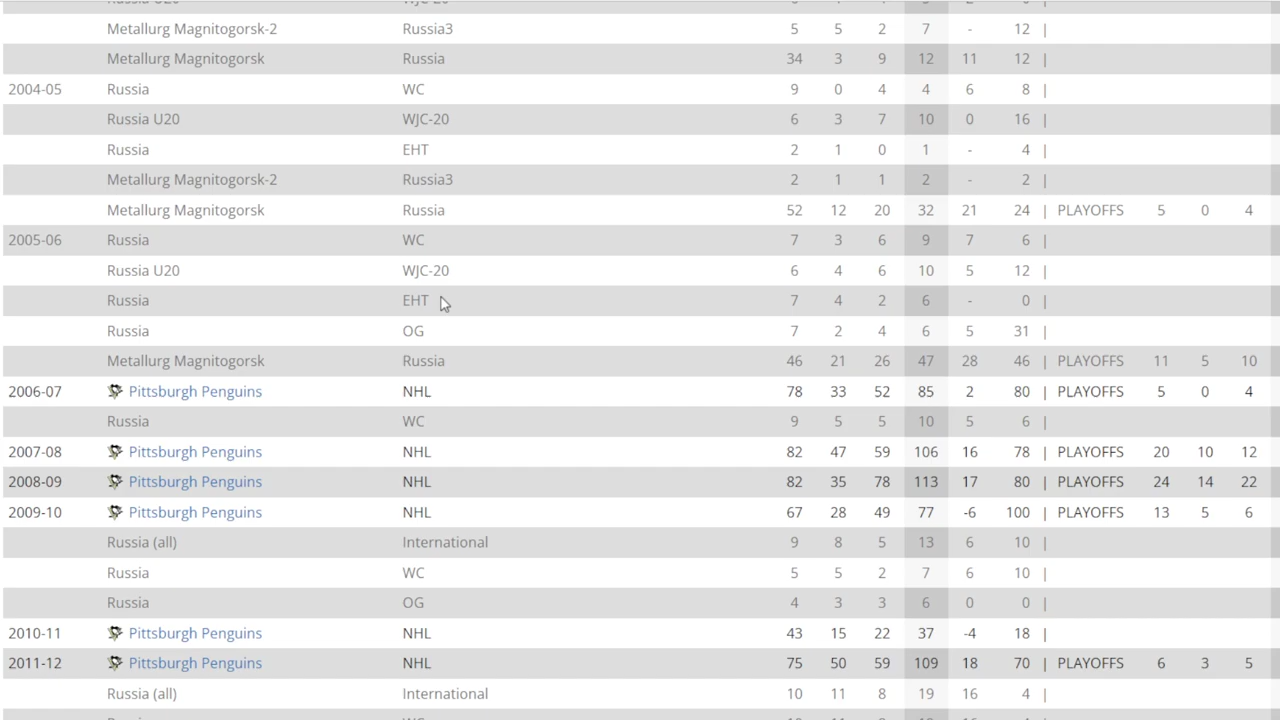 Metallurg Magnitogorsk-2 Russia3 5 5 2 7 - 12 |
Metallurg Magnitogorsk Russia 34 3 9 12 11 12 |
2004-05 Russia WC 9 0 4 4 6 8 |
Russia U20 WJC-20 6 3 7 10 0 16 |
Russia EHT 2 1 0 1 - 4 |
Metallurg Magnitogorsk-2 Russia3 2 1 1 2 - 2 |
Metallurg Magnitogorsk Russia 52 12 20 32 21 24 | PLAYOFFS 5 0 4
2005-06 Russia WC 7 3 6 9 7 6 |
Russia U20 WJC-20 6 4 6 10 5 12 |
Russia EHT 7 4 2 6 - 0 |
Russia OG 7 2 4 6 5 31 |
Metallurg Magnitogorsk Russia 46 21 26 47 28 46 | PLAYOFFS 11 5 10
2006-07 Pittsburgh Penguins NHL 78 33 52 85 2 80 | PLAYOFFS 5 0 4
Russia WC 9 5 5 10 5 6 |
2007-08 Pittsburgh Penguins NHL 82 47 59 106 16 78 | PLAYOFFS 20 10 12
2008-09 Pittsburgh Penguins NHL 82 35 78 113 17 80 | PLAYOFFS 24 14 22
2009-10 Pittsburgh Penguins NHL 67 28 49 77 -6 100 | PLAYOFFS 13 5 6
Russia (all) International 9 8 5 13 6 10 |
Russia WC 5 5 2 7 6 10 |
Russia OG 4 3 3 6 0 0 |
2010-11 Pittsburgh Penguins NHL 43 15 22 37 -4 18 |
2011-12 Pittsburgh Penguins NHL 75 50 59 109 18 70 | PLAYOFFS 6 3 5
Russia (all) International 10 11 8 19 16 4 |